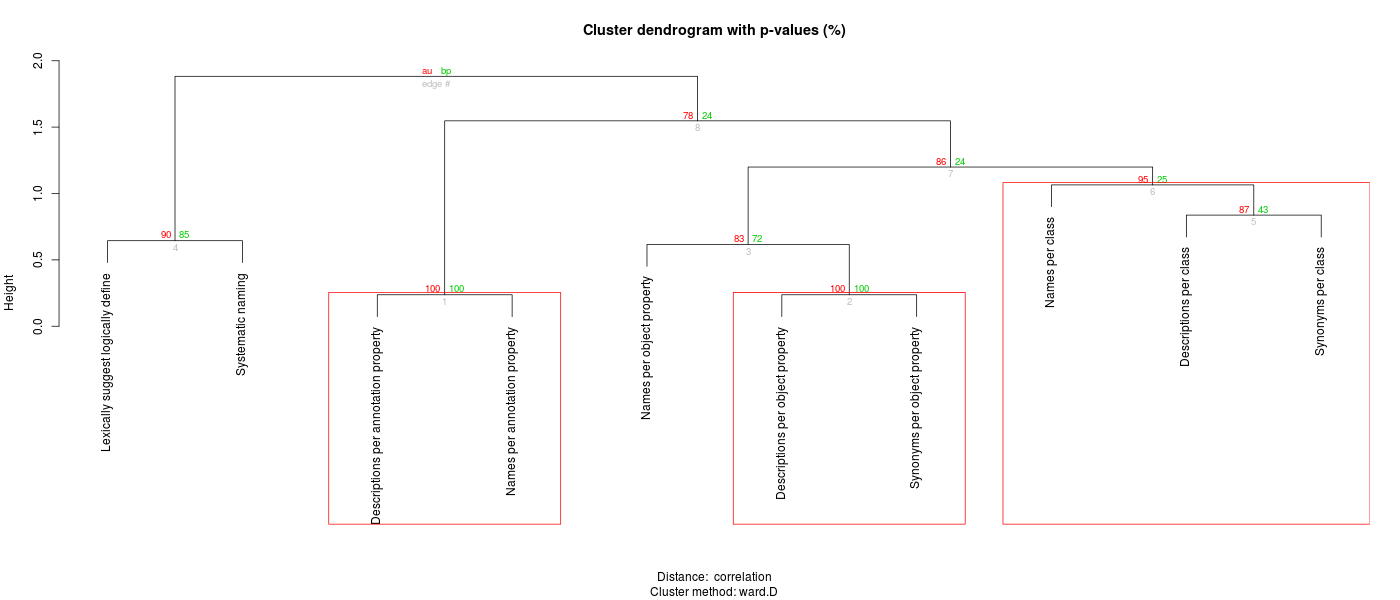 Cluster dendrogram with p-values (%)
Height
2.0
1.5
1.0
0.5
0.0
au bp
edge #
78 24
8
86 24
7
95 25
6
87 43
5
90 85
4
83 72
3
100 100
1
100 100
2
Lexically suggest logically define
Systematic naming
Descriptions per annotation property
Names per annotation property
Names per object property
Descriptions per object property
Synonyms per object property
Names per class
Descriptions per class
Synonyms per class
Distance: correlation
Cluster method: ward.D